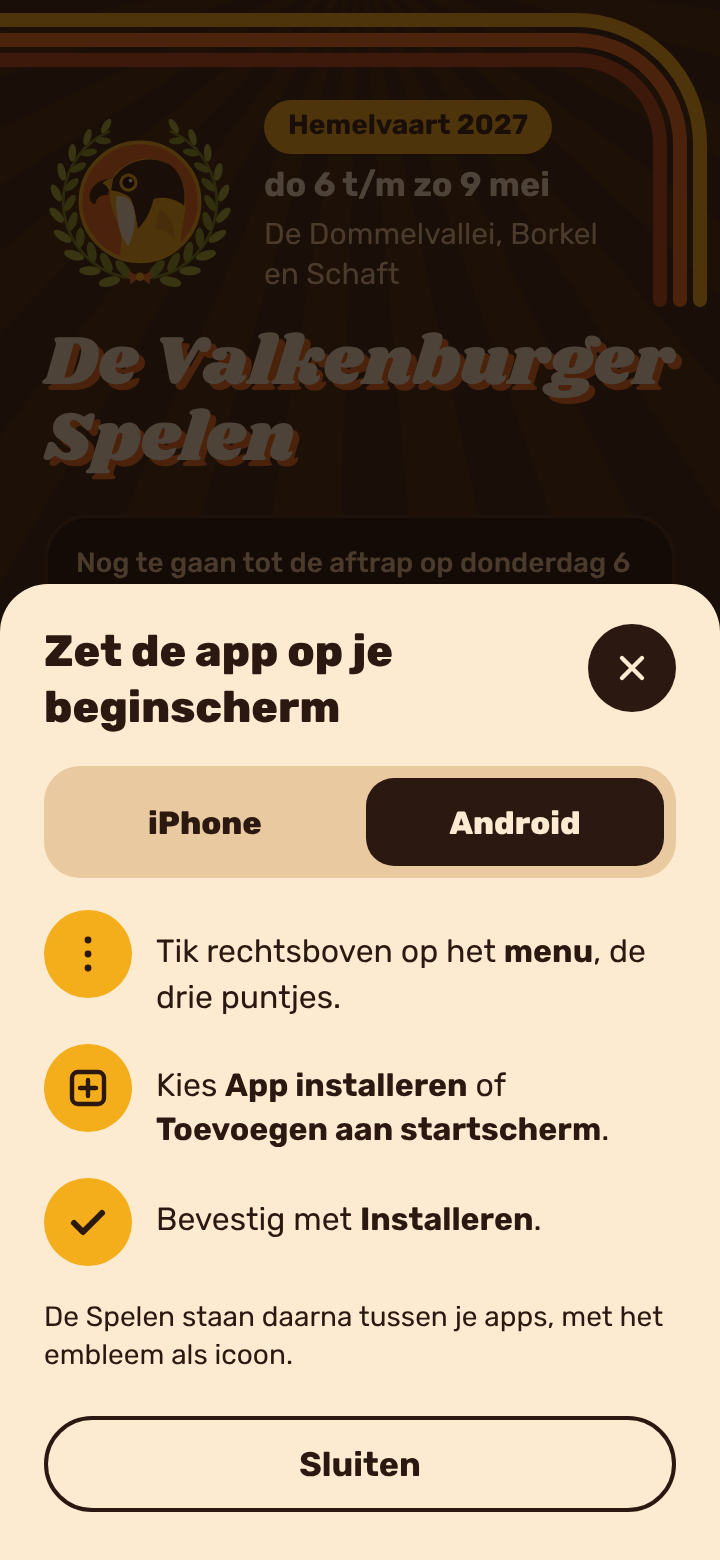 Hemelvaart 2027
do 6 t/m zo 9 mei
De Dommelvallei, Borkel
en Schaft
De Valkenburger
Spelen
Nog te gaan tot de aftrap op donderdag 6
Zet de app op je
beginscherm
iPhone
Android
Tik rechtsboven op het menu, de
drie puntjes.
Kies App installeren of
Toevoegen aan startscherm.
Bevestig met Installeren.
De Spelen staan daarna tussen je apps, met het
embleem als icoon.
Sluiten